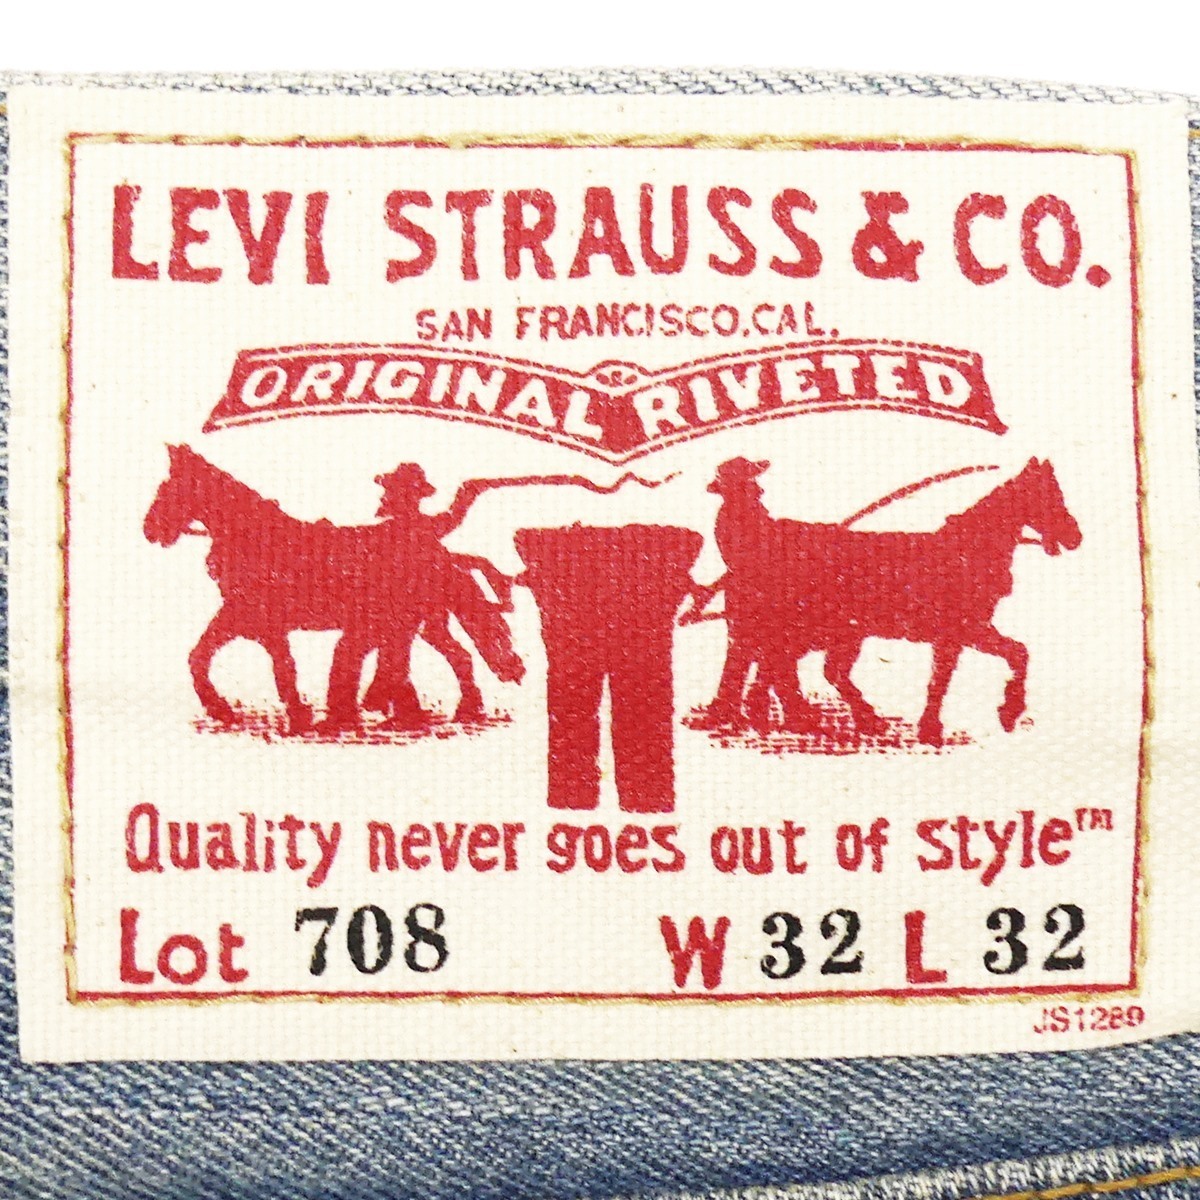 LEVI STRAUSS & CO.
SAN FRANCISCO, CAL.
ORIGINAL RIVETED
Quality never goes out of style™
Lot 708 W 32 L 32
JS1289